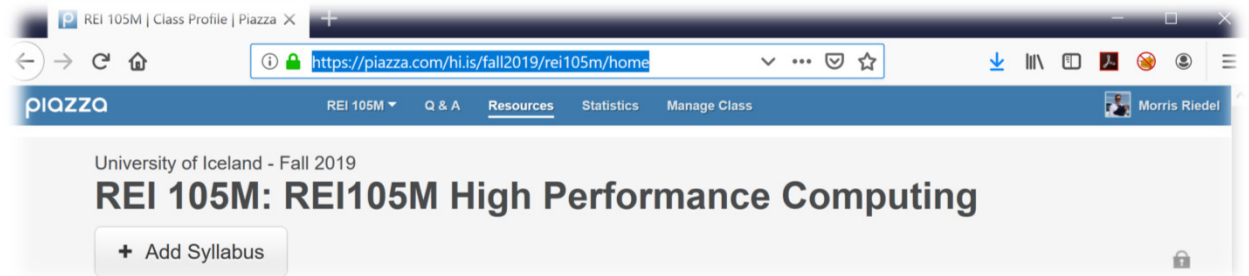 REI 105M | Class Profile | Piazza
https://piazza.com/hi.is/fall2019/rei105m/home
piazza REI 105M Q & A Resources Statistics Manage Class Morris Riedel
University of Iceland - Fall 2019
REI 105M: REI105M High Performance Computing
+ Add Syllabus